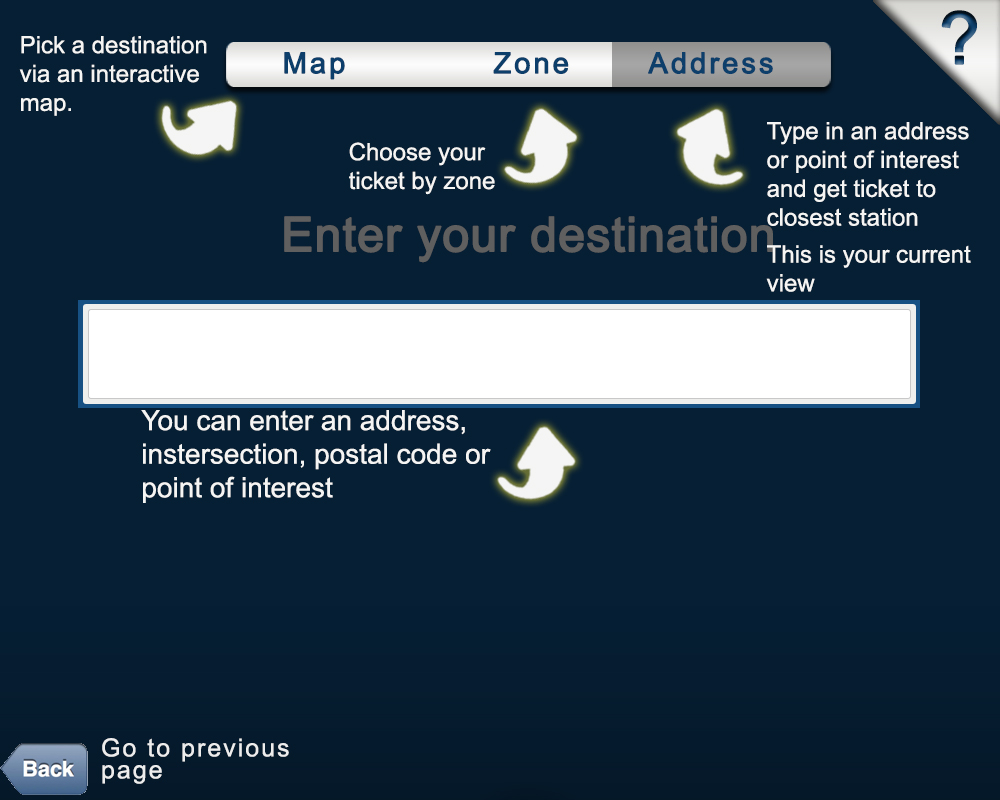 Pick a destination
via an interactive
map.
Map Zone Address
?
Choose your
ticket by zone
Type in an address
or point of interest
and get ticket to
closest station
Enter your destination
This is your current
view
You can enter an address,
instersection, postal code or
point of interest
Back
Go to previous
page